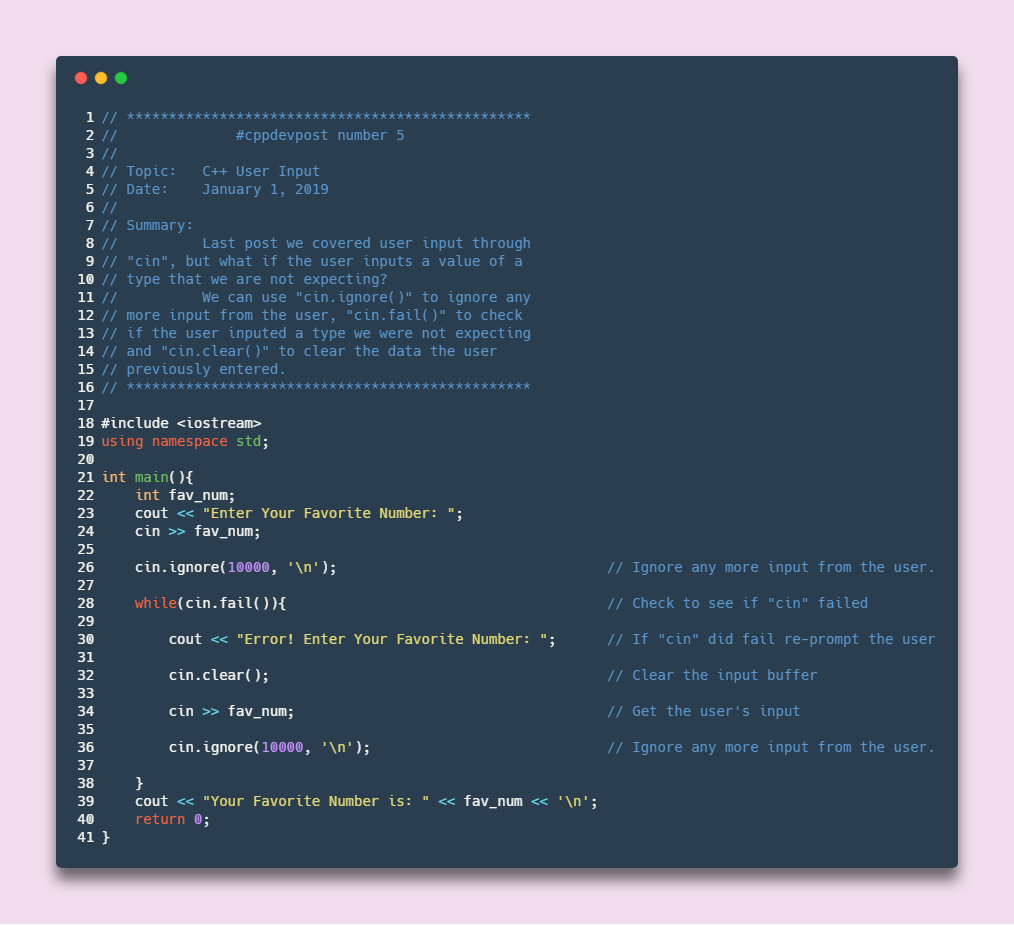 1 // ************************************************
2 //              #cppdevpost number 5
3 //
4 // Topic:   C++ User Input
5 // Date:    January 1, 2019
6 //
7 // Summary:
8 //          Last post we covered user input through
9 // "cin", but what if the user inputs a value of a
10 // type that we are not expecting?
11 //          We can use "cin.ignore()" to ignore any
12 // more input from the user, "cin.fail()" to check
13 // if the user inputed a type we were not expecting
14 // and "cin.clear()" to clear the data the user
15 // previously entered.
16 // ************************************************
17
18 #include <iostream>
19 using namespace std;
20
21 int main(){
22     int fav_num;
23     cout << "Enter Your Favorite Number: ";
24     cin >> fav_num;
25
26     cin.ignore(10000, '\n');                                // Ignore any more input from the user.
27
28     while(cin.fail()){                                      // Check to see if "cin" failed
29
30         cout << "Error! Enter Your Favorite Number: ";      // If "cin" did fail re-prompt the user
31
32         cin.clear();                                        // Clear the input buffer
33
34         cin >> fav_num;                                     // Get the user's input
35
36         cin.ignore(10000, '\n');                            // Ignore any more input from the user.
37
38     }
39     cout << "Your Favorite Number is: " << fav_num << '\n';
40     return 0;
41 }